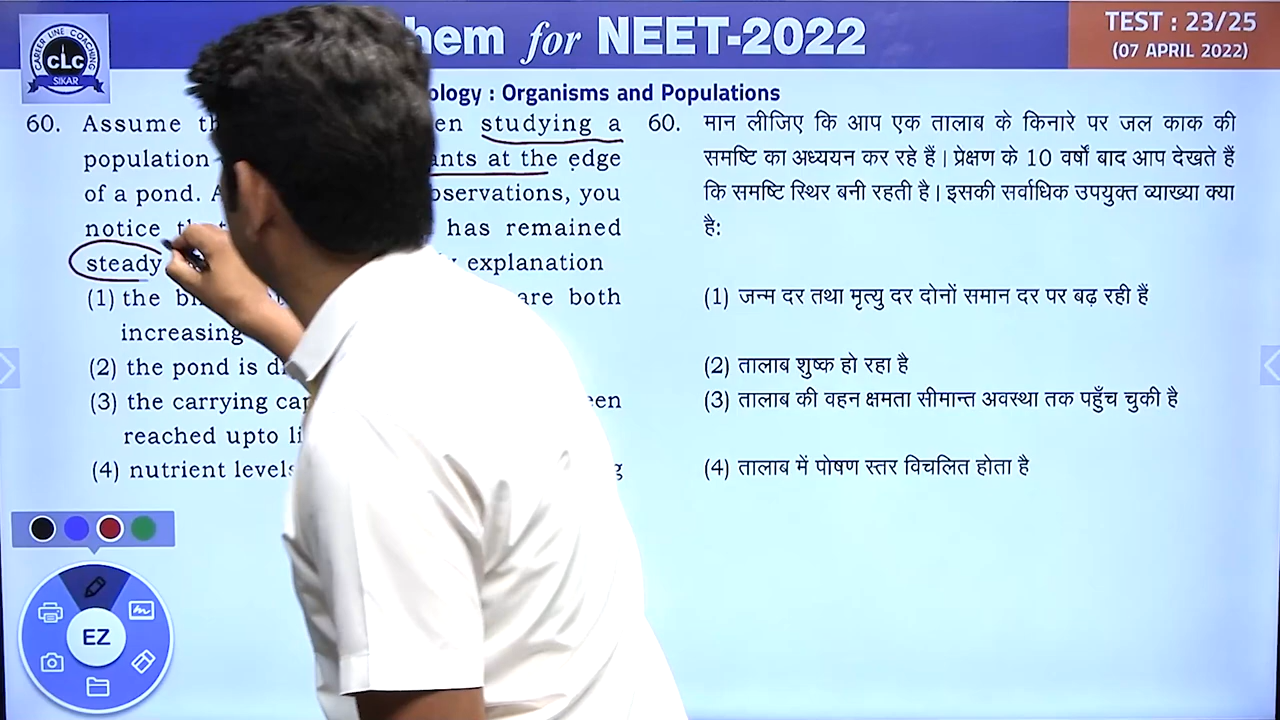 CAREER LINE COACHING
CLC
SIKAR
hem for NEET-2022
TEST : 23/25
(07 APRIL 2022)
ology : Organisms and Populations
60. Assume th en studying a
population ants at the edge
of a pond. A bservations, you
notice that has remained
steady y explanation
(1) the bi are both
increasing
(2) the pond is d
(3) the carrying cap een
reached upto li
(4) nutrient levels g
60. मान लीजिए कि आप एक तालाब के किनारे पर जल काक की
समष्टि का अध्ययन कर रहे हैं। प्रेक्षण के 10 वर्षों बाद आप देखते हैं
कि समष्टि स्थिर बनी रहती है। इसकी सर्वाधिक उपयुक्त व्याख्या क्या
है:
(1) जन्म दर तथा मृत्यु दर दोनों समान दर पर बढ़ रही हैं
(2) तालाब शुष्क हो रहा है
(3) तालाब की वहन क्षमता सीमान्त अवस्था तक पहुँच चुकी है
(4) तालाब में पोषण स्तर विचलित होता है
EZ